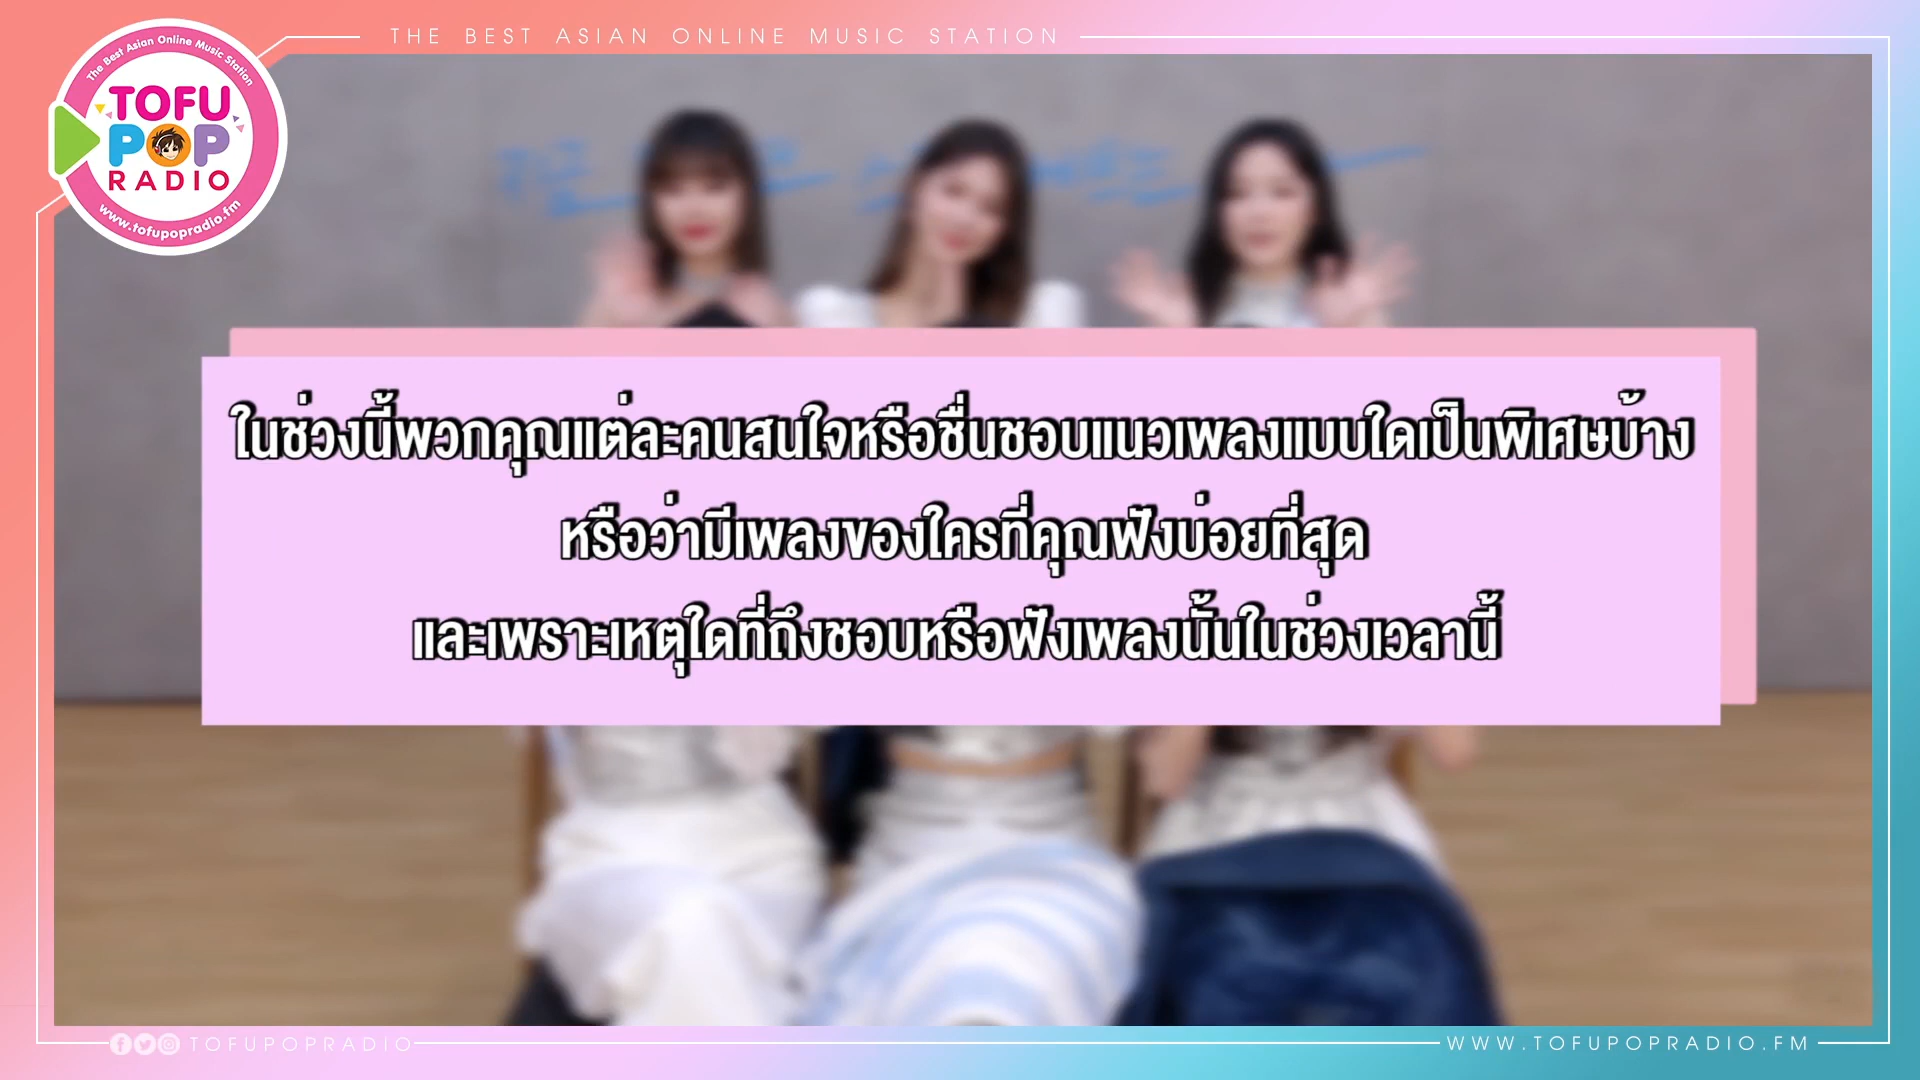 THE BEST ASIAN ONLINE MUSIC STATION
The Best Asian Online Music Station
TOFU
POP
RADIO
www.tofupopradio.fm
ในช่วงนี้พวกคุณแต่ละคนสนใจหรือชื่นชอบแนวเพลงแบบใดเป็นพิเศษบ้าง
หรือว่ามีเพลงของใครที่คุณฟังบ่อยที่สุด
และเพราะเหตุใดที่ถึงชอบหรือฟังเพลงนั้นในช่วงเวลานี้
TOFUPOPRADIO
WWW.TOFUPOPRADIO.FM